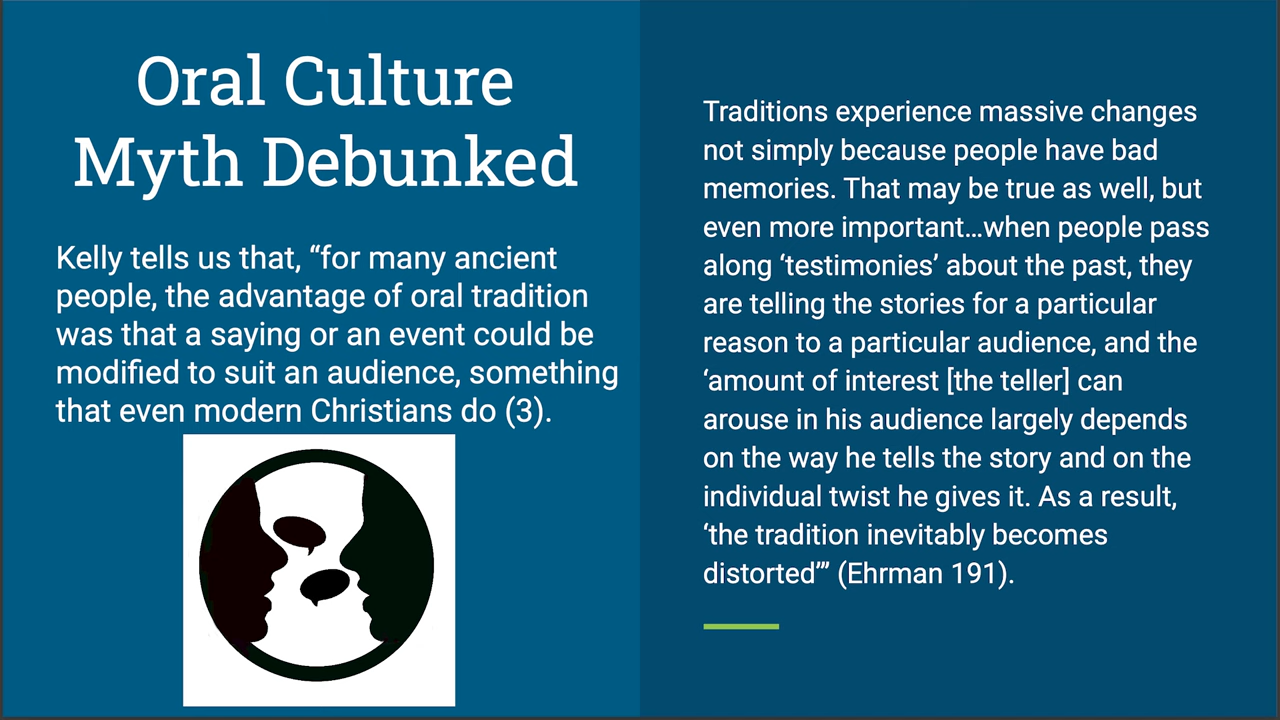 Oral Culture
Myth Debunked
Kelly tells us that, “for many ancient
people, the advantage of oral tradition
was that a saying or an event could be
modified to suit an audience, something
that even modern Christians do (3).
Traditions experience massive changes
not simply because people have bad
memories. That may be true as well, but
even more important…when people pass
along ‘testimonies’ about the past, they
are telling the stories for a particular
reason to a particular audience, and the
‘amount of interest [the teller] can
arouse in his audience largely depends
on the way he tells the story and on the
individual twist he gives it. As a result,
‘the tradition inevitably becomes
distorted’” (Ehrman 191).